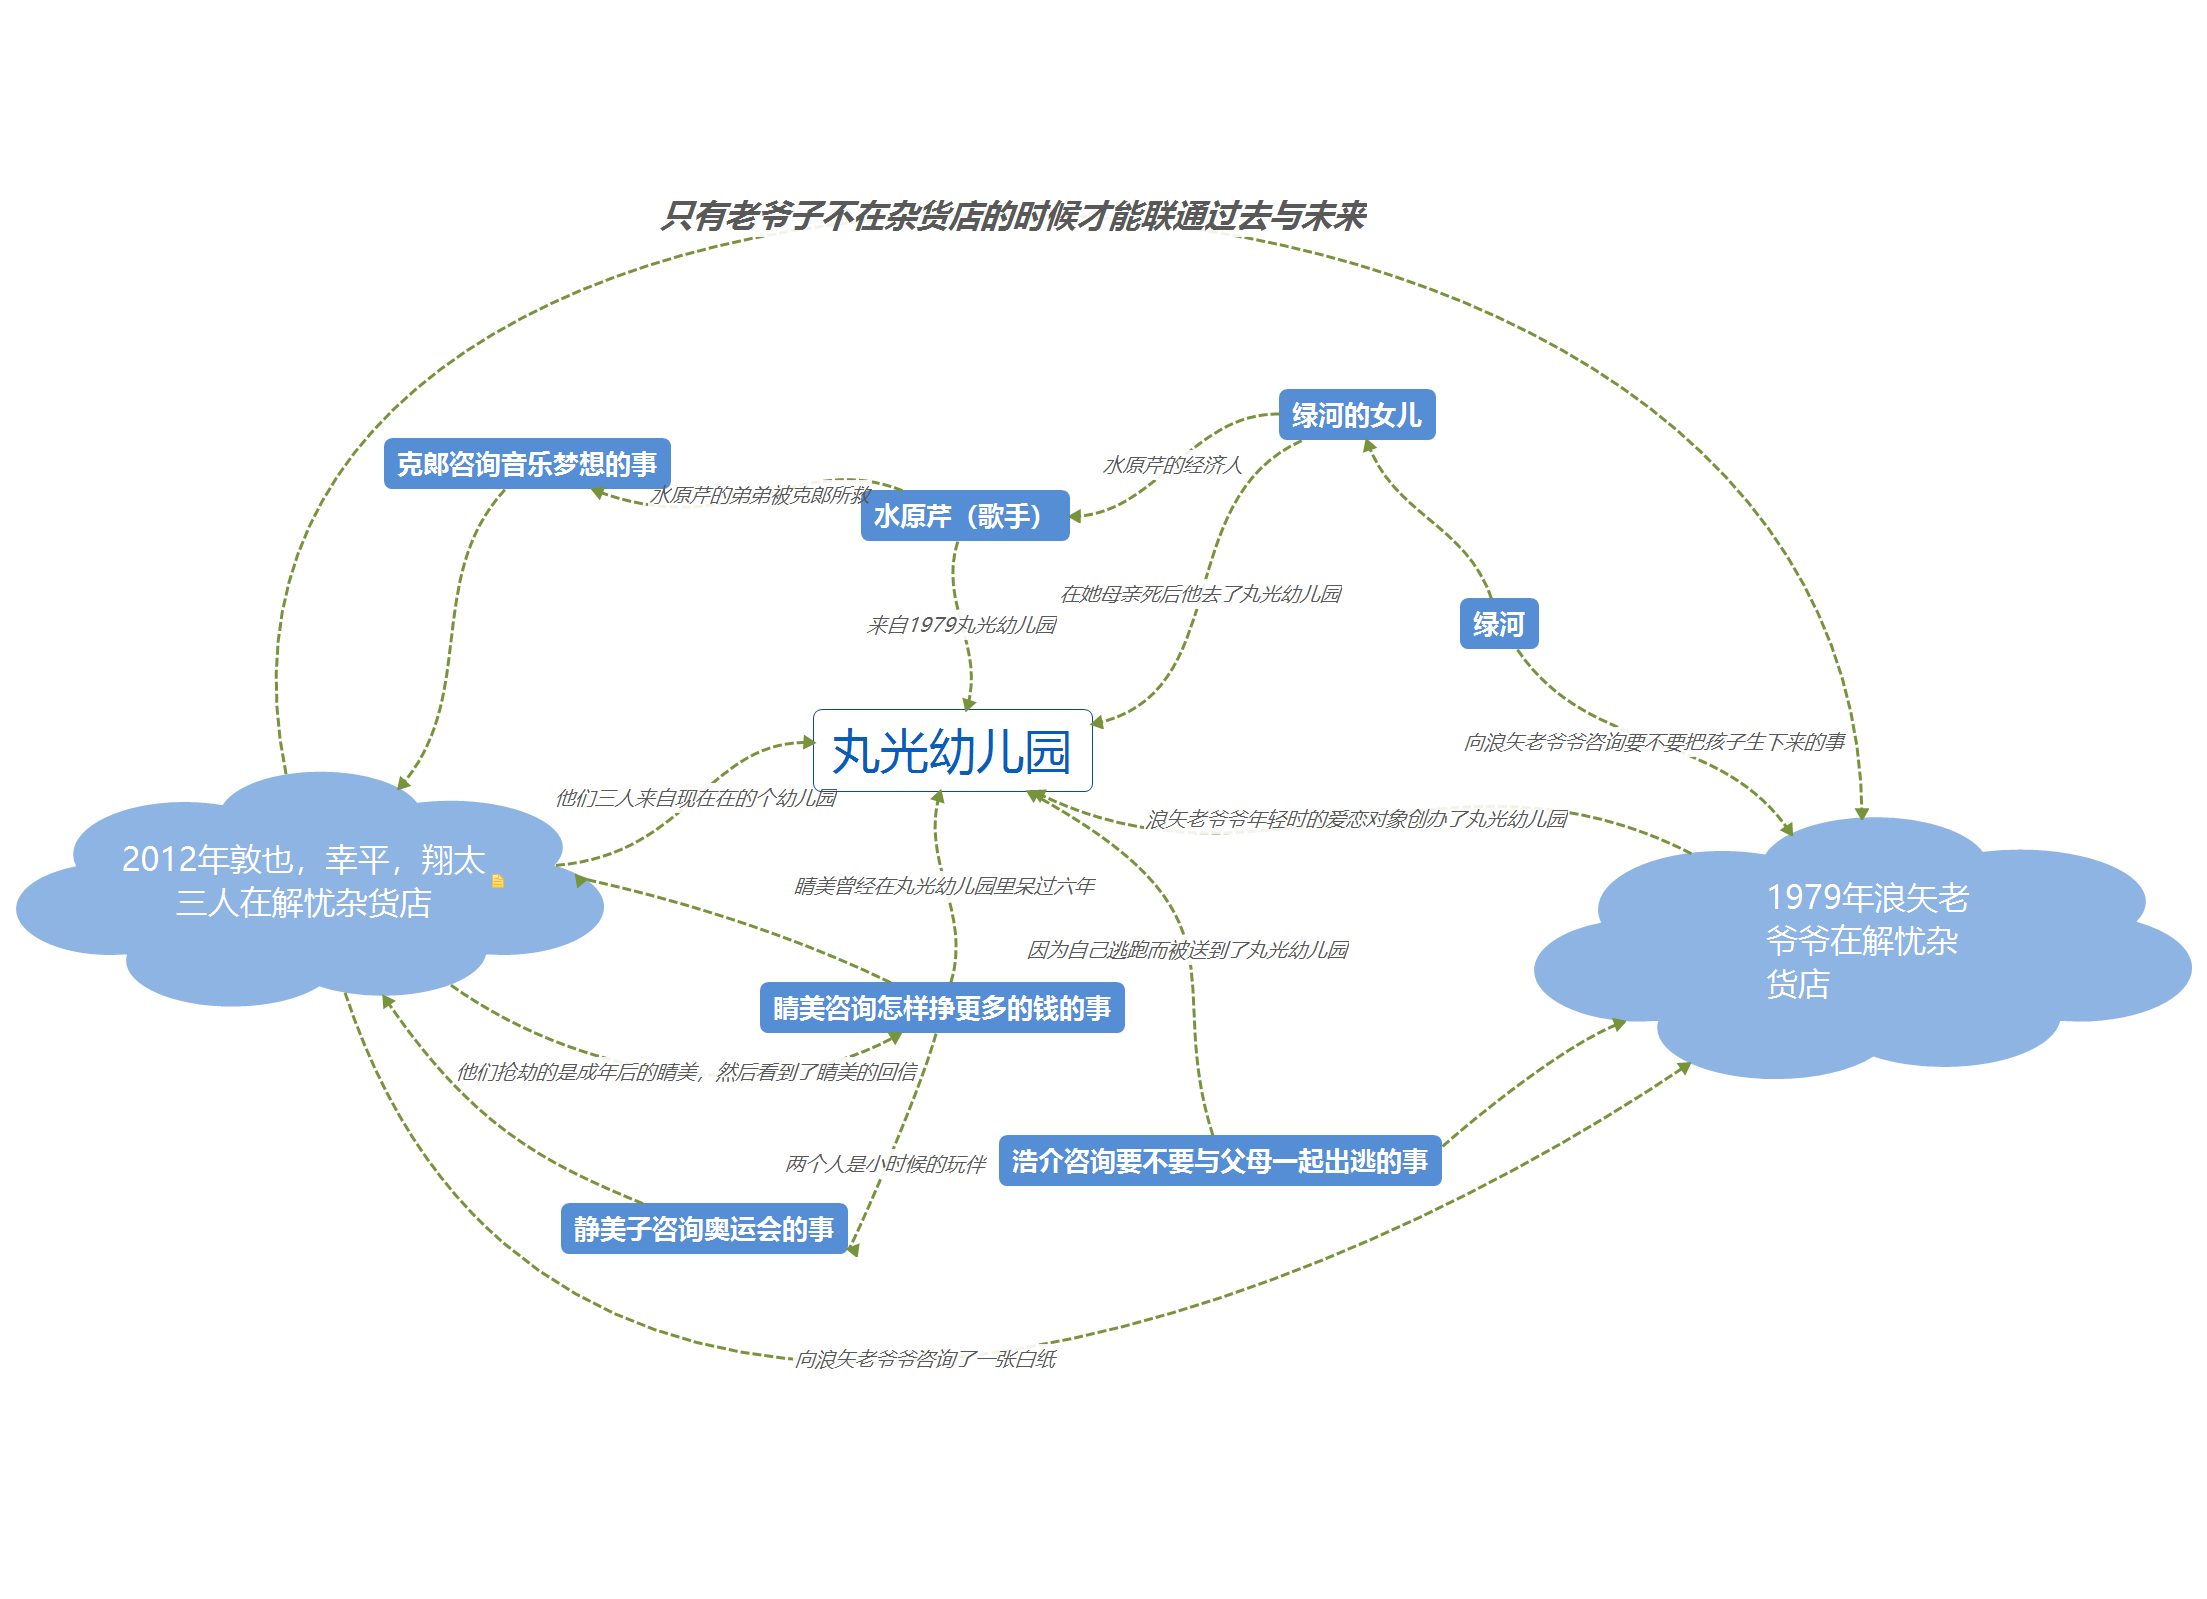 只有老爷子不在杂货店的时候才能联通过去与未来
绿河的女儿
克郎咨询音乐梦想的事
水原芹的经济人
水原芹的弟弟被克郎所救
水原芹（歌手）
在她母亲死后他去了丸光幼儿园
来自1979丸光幼儿园
绿河
丸光幼儿园
向浪矢老爷爷咨询要不要把孩子生下来的事
他们三人来自现在在的个幼儿园
浪矢老爷爷年轻时的爱恋对象创办了丸光幼儿园
2012年敦也，幸平，翔太
三人在解忧杂货店
晴美曾经在丸光幼儿园里呆过六年
1979年浪矢老
爷爷在解忧杂
货店
因为自己逃跑而被送到了丸光幼儿园
晴美咨询怎样挣更多的钱的事
他们抢劫的是成年后的晴美，然后看到了晴美的回信
两个人是小时候的玩伴
浩介咨询要不要与父母一起出逃的事
静美子咨询奥运会的事
向浪矢老爷爷咨询了一张白纸